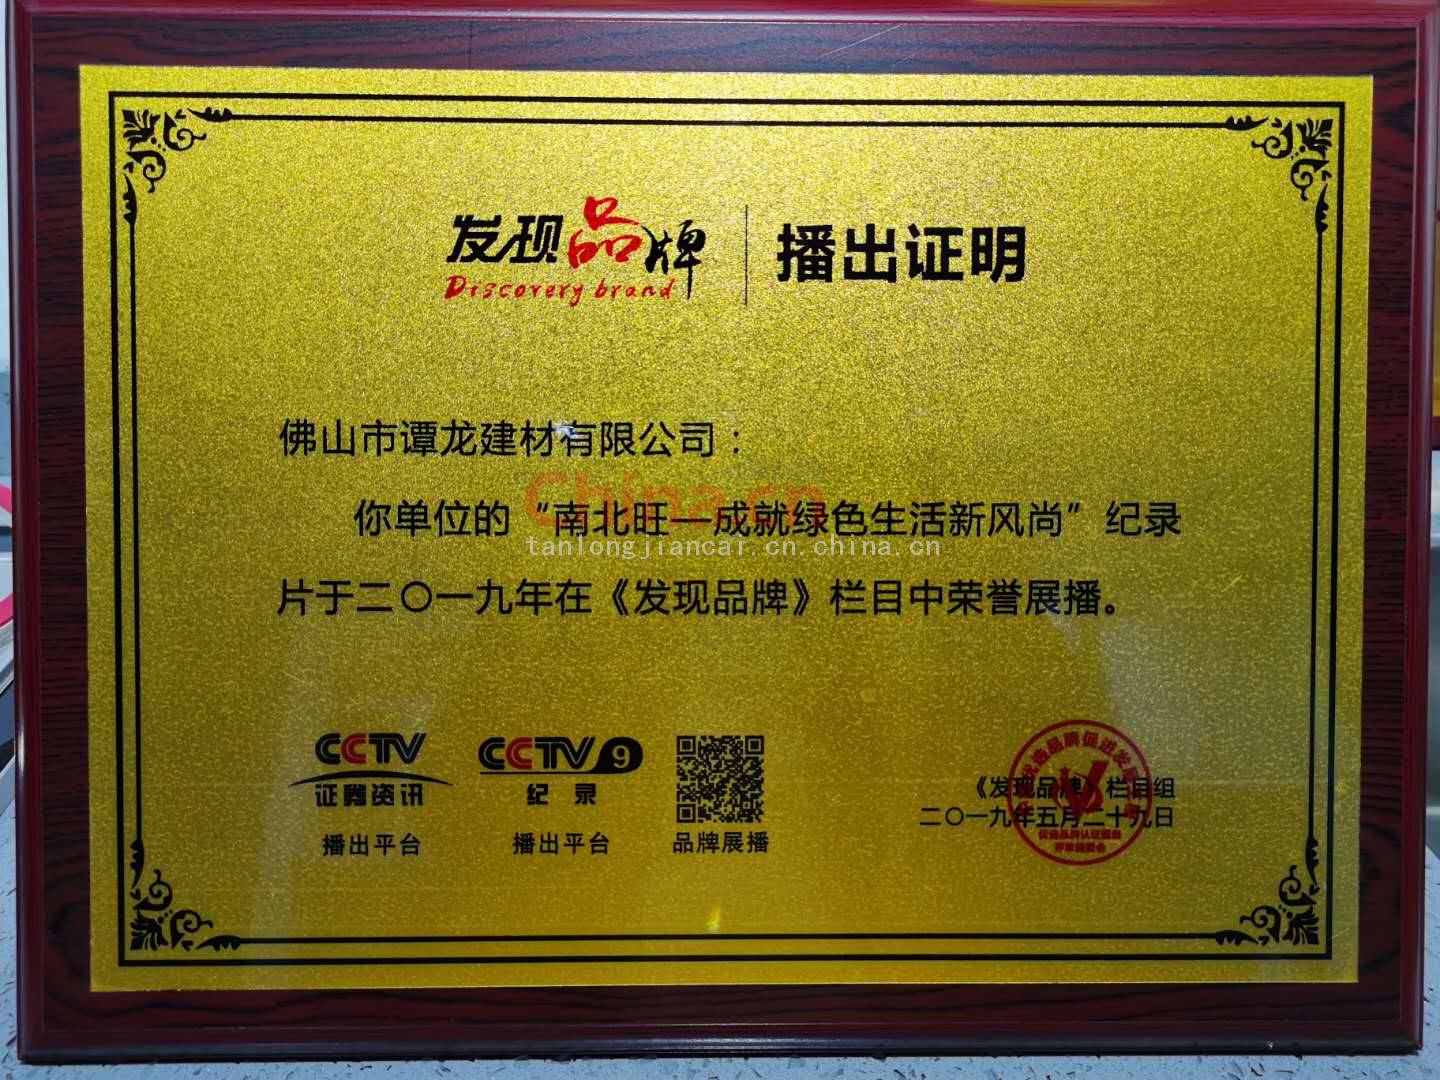 发现品牌
Discovery brand
播出证明
佛山市谭龙建材有限公司：
你单位的“南北旺—成就绿色生活新风尚”纪录
片于二〇一九年在《发现品牌》栏目中荣誉展播。
China.cn
tanlongjiancai.cn.china.cn
CCTV
证券资讯
播出平台
CCTV 9
纪录
播出平台
品牌展播
《发现品牌》栏目组
二〇一九年五月二十九日